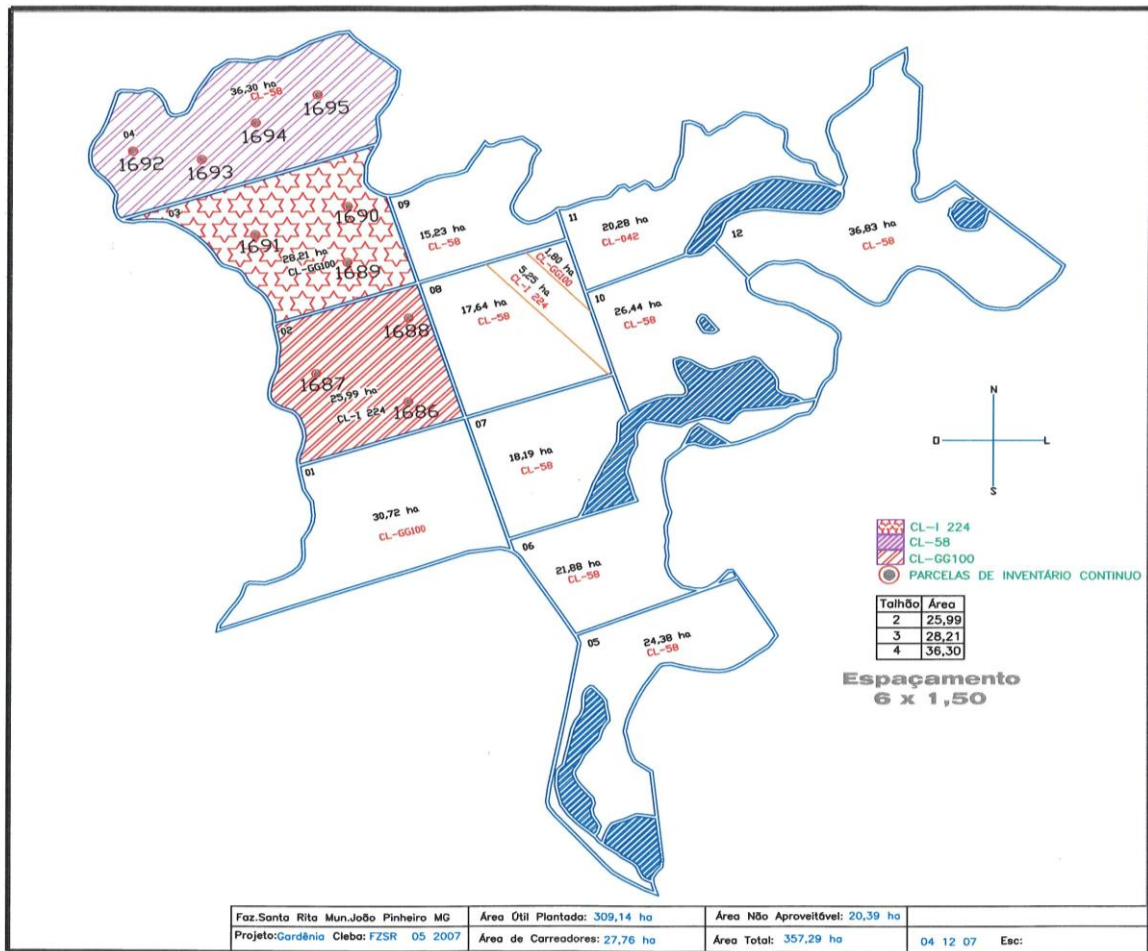 36,30 ha
CL-58
1695
1694
04
1692
1693
03
1690
1691
28,21 ha
CL-GG100
1689
09
15,23 ha
CL-58
11
20,28 ha
CL-042
12
36,83 ha
CL-58
02
1688
1687
25,99 ha
CL-I 224
1686
08
17,64 ha
CL-58
5,25 ha
CL-I 224
1,80 ha
CL-GG100
10
26,44 ha
CL-58
01
30,72 ha
CL-GG100
07
18,19 ha
CL-58
06
21,88 ha
CL-58
05
24,38 ha
CL-58
N
O L
S
CL-I 224
CL-58
CL-GG100
PARCELAS DE INVENTÁRIO CONTINUO
Talhão Área
2 25,99
3 28,21
4 36,30
Espaçamento
6 x 1,50
Faz.Santa Rita Mun.João Pinheiro MG Área Útil Plantada: 309,14 ha Área Não Aproveitável: 20,39 ha
Projeto:Gardênia Cleba: FZSR 05 2007 Área de Carreadores: 27,76 ha Área Total: 357,29 ha 04 12 07 Esc: